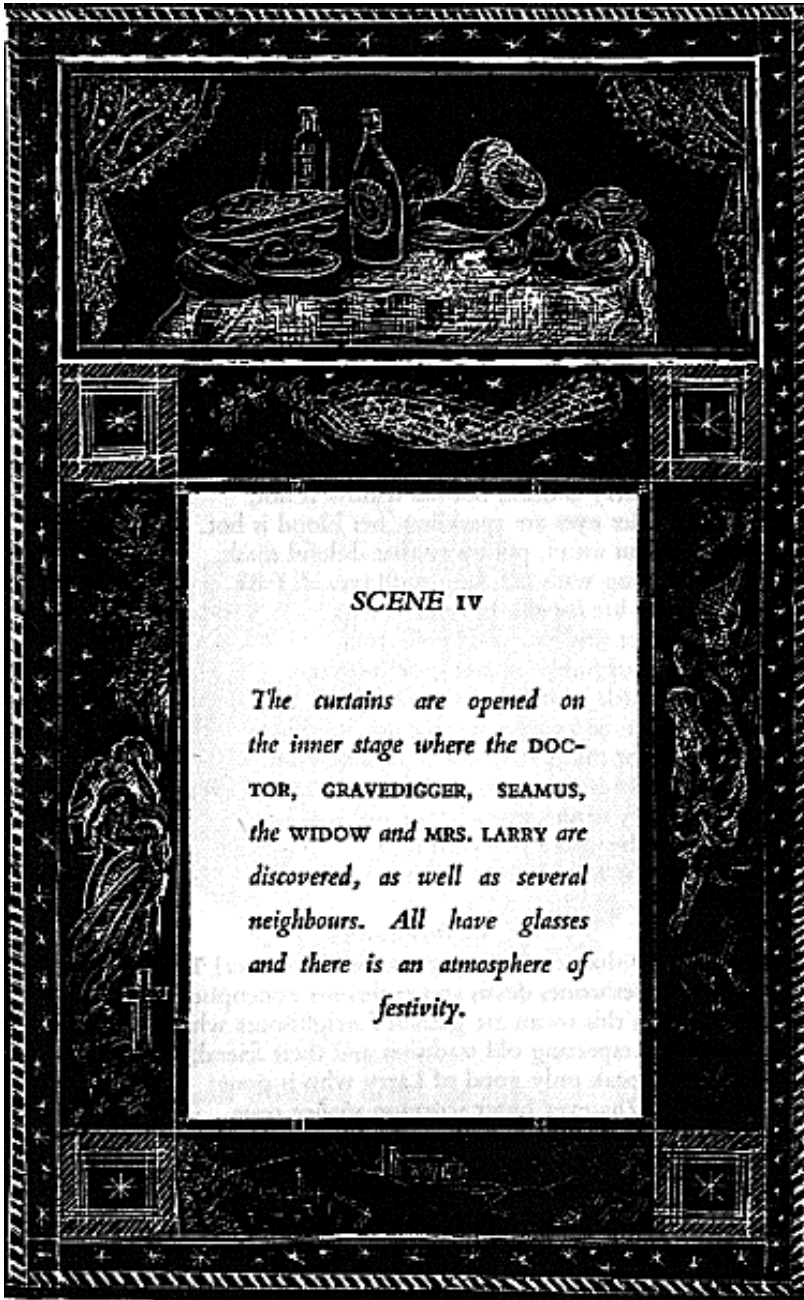 SCENE IV
The curtains are opened on
the inner stage where the DOC-
TOR, GRAVEDIGGER, SEAMUS,
the WIDOW and MRS. LARRY are
discovered, as well as several
neighbours. All have glasses
and there is an atmosphere of
festivity.